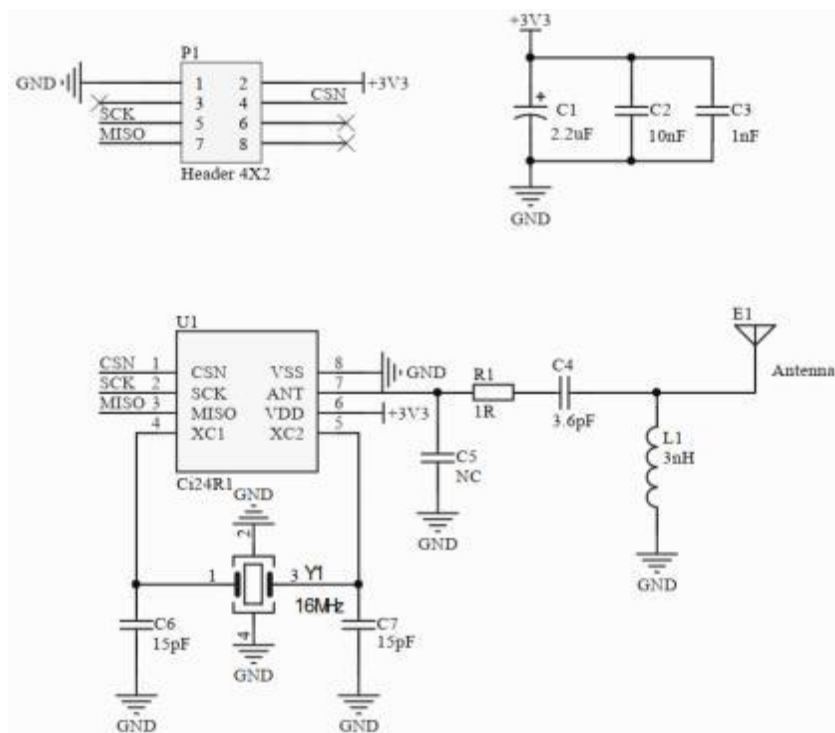 P1
GND 1 2 +3V3
3 4 CSN
SCK 5 6
MISO 7 8
Header 4X2
+3V3
C1
2.2uF
C2
10nF
C3
1nF
GND
U1
CSN 1 CSN VSS 8 GND
SCK 2 SCK ANT 7
MISO 3 MISO VDD 6 +3V3
4 XC1 XC2 5
Ci24R1
R1
1R
C4
3.6pF
E1
Antenna
L1
3nH
GND
C5
NC
GND
GND
2
1 3 Y1
16MHz
4
GND
C6
15pF
GND
C7
15pF
GND